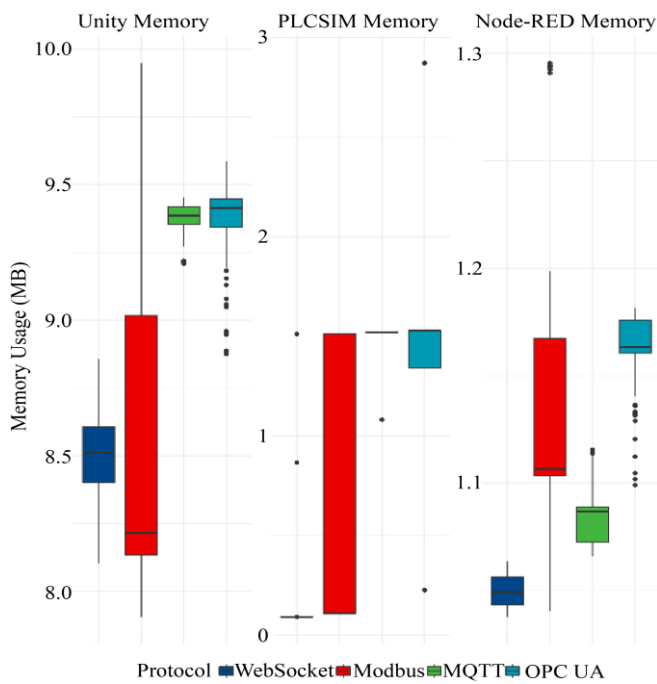 Unity Memory
PLCSIM Memory
Node-RED Memory
Memory Usage (MB)
10.0
9.5
9.0
8.5
8.0
3
2
1
0
1.3
1.2
1.1
Protocol WebSocket Modbus MQTT OPC UA